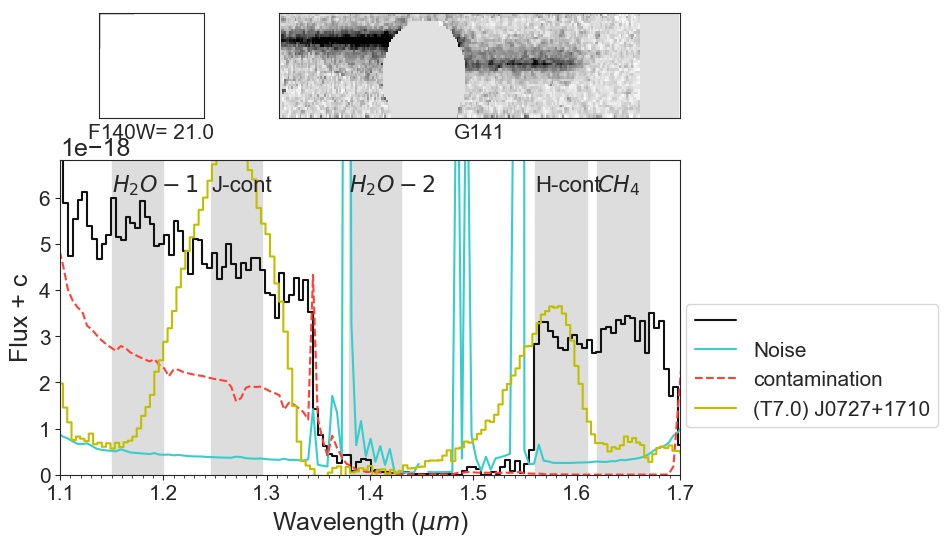 F140W= 21.0
G141
1e−18
H₂O − 1
J-cont
H₂O − 2
H-cont
CH₄
6
5
4
3
2
1
0
Flux + c
1.1 1.2 1.3 1.4 1.5 1.6 1.7
Wavelength (μm)
Noise
contamination
(T7.0) J0727+1710